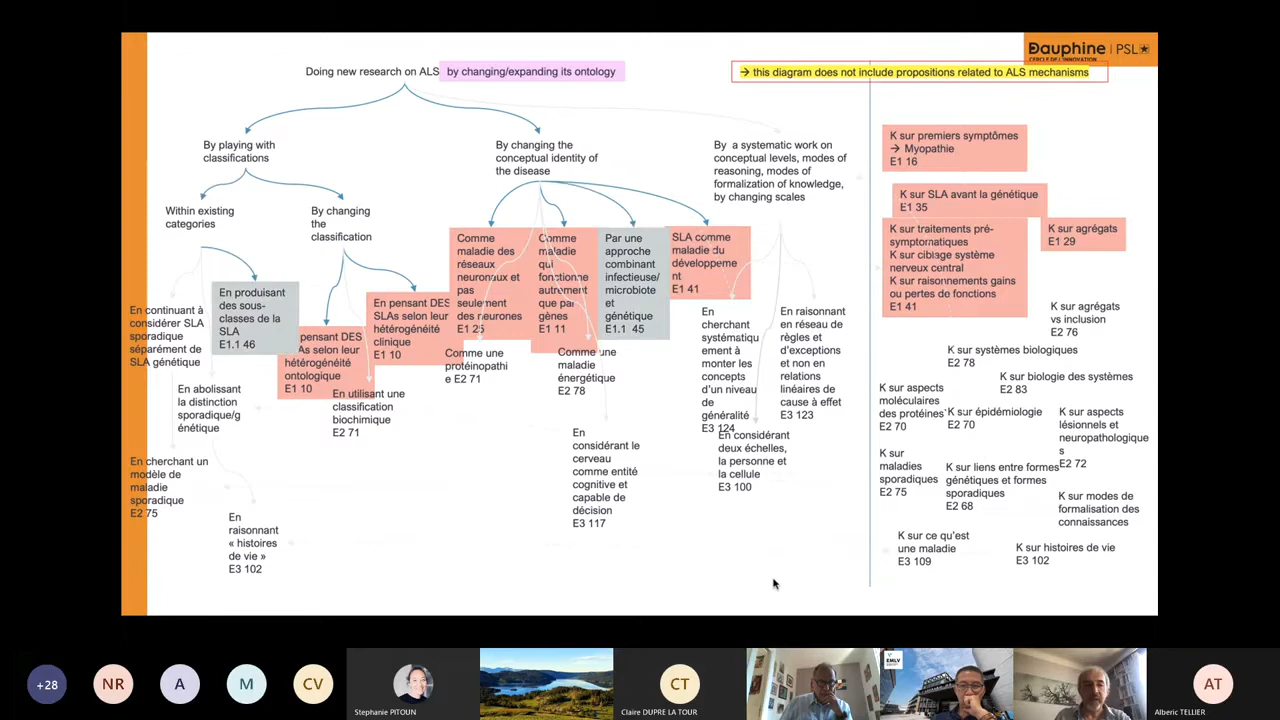 Dauphine | PSL★
CERCLE DE L'INNOVATION
Doing new research on ALS by changing/expanding its ontology
→ this diagram does not include propositions related to ALS mechanisms
By playing with
classifications
By changing the
conceptual identity of
the disease
By a systematic work on
conceptual levels, modes of
reasoning, modes of
formalization of knowledge,
by changing scales
Within existing
categories
By changing
the
classification
En continuant à
considérer SLA
sporadique
séparément de
SLA génétique
En produisant
des sous-
classes de la
SLA
E1.1 46
pensant DES
As selon leur
hétérogénéité
ontologique
E1 10
En pensant DES
SLAs selon leur
hétérogénéité
clinique
E1 10
Comme
maladie des
réseaux
neuronaux et
pas
seulement
des neurones
E1 25
Comme
maladie
qui
fonctionne
autrement
que par
gènes
E1 11
Par une
approche
combinant
infectieuse/
microbiote
et
génétique
E1.1 45
SLA comme
maladie du
développeme
nt
E1 41
En abolissant
la distinction
sporadique/g
énétique
En utilisant une
classification
biochimique
E2 71
Comme une
protéinopathi
e E2 71
Comme une
maladie
énergétique
E2 78
En
cherchant
systématiqu
ement à
monter les
concepts
d'un niveau
de
généralité
E3 124
En raisonnant
en réseau de
règles et
d'exceptions
et non en
relations
linéaires de
cause à effet
E3 123
En cherchant un
modèle de
maladie
sporadique
E2 75
En
raisonnant
« histoires
de vie »
E3 102
En
considérant le
cerveau
comme entité
cognitive et
capable de
décision
E3 117
En considérant
deux échelles,
la personne et
la cellule
E3 100
K sur premiers symptômes
→ Myopathie
E1 16
K sur SLA avant la génétique
E1 35
K sur traitements pré-
symptomatiques
K sur ciblage système
nerveux central
K sur raisonnements gains
ou pertes de fonctions
E1 41
K sur agrégats
E1 29
K sur agrégats
vs inclusion
E2 76
K sur systèmes biologiques
E2 78
K sur biologie des systèmes
E2 83
K sur aspects
moléculaires
des protéines
E2 70
K sur épidémiologie
E2 70
K sur aspects
lésionnels et
neuropathologique
s
E2 72
K sur
maladies
sporadiques
E2 75
K sur liens entre formes
génétiques et formes
sporadiques
E2 68
K sur modes de
formalisation des
connaissances
K sur ce qu'est
une maladie
E3 109
K sur histoires de vie
E3 102
+28
NR
A
M
CV
Stephanie PITOUN
CT
Claire DUPRE LA TOUR
EMLV
AT
Alberic TELLIER